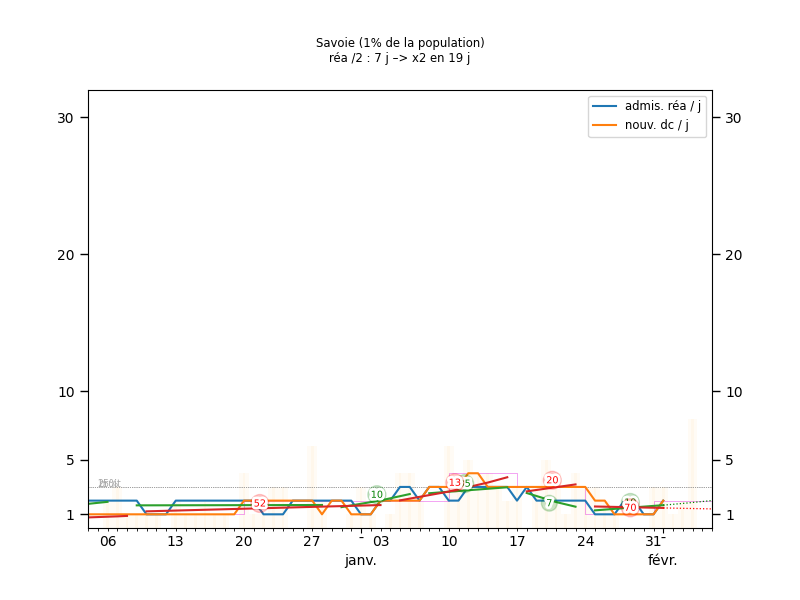 Savoie (1% de la population)
réa /2 : 7 j –> x2 en 19 j
admis. réa / j
nouv. dc / j
30 30
20 20
10 10
5 5
1 1
52
10
13
20
7
70
06 13 20 27 - 03 10 17 24 31-
janv. févr.